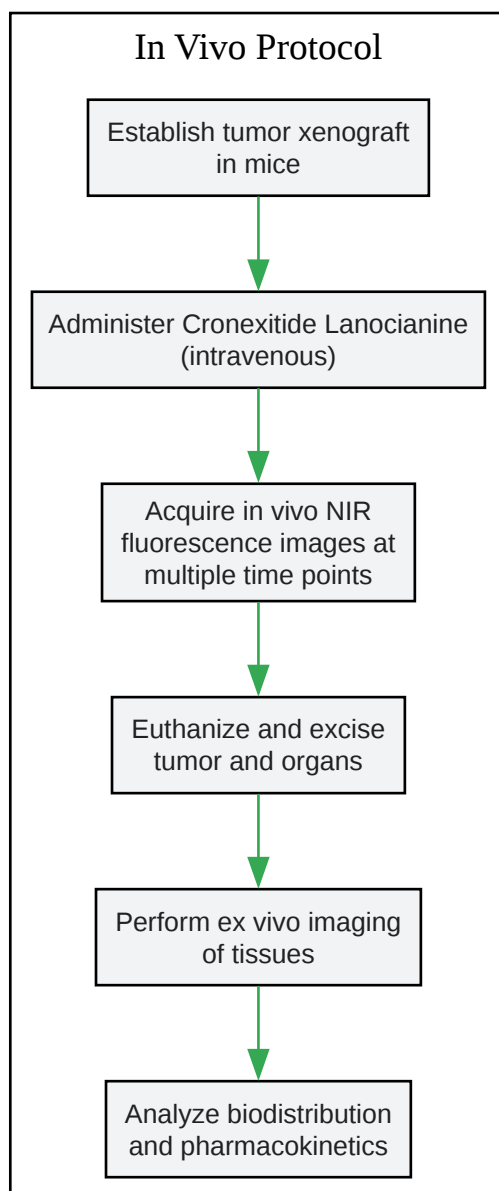 In Vivo Protocol
Establish tumor xenograft
in mice
Administer Cronexitide Lanocianine
(intravenous)
Acquire in vivo NIR
fluorescence images at
multiple time points
Euthanize and excise
tumor and organs
Perform ex vivo imaging
of tissues
Analyze biodistribution
and pharmacokinetics